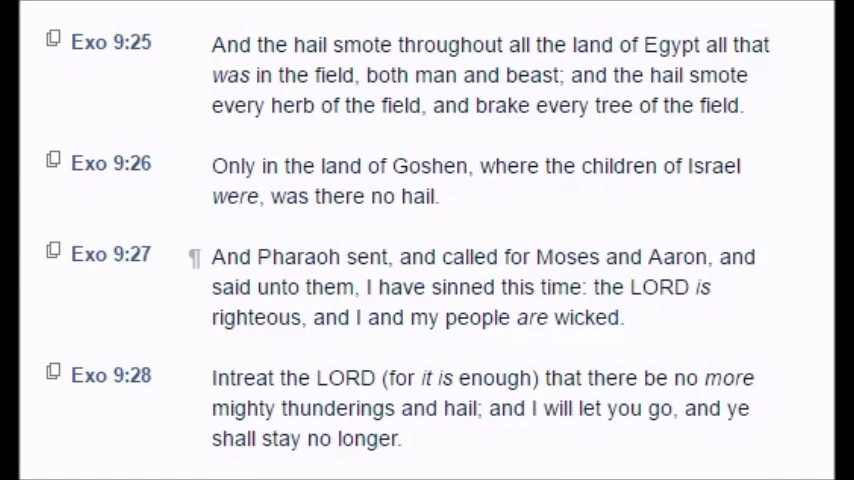 Exo 9:25 And the hail smote throughout all the land of Egypt all that
was in the field, both man and beast; and the hail smote
every herb of the field, and brake every tree of the field.
Exo 9:26 Only in the land of Goshen, where the children of Israel
were, was there no hail.
Exo 9:27 ¶ And Pharaoh sent, and called for Moses and Aaron, and
said unto them, I have sinned this time: the LORD is
righteous, and I and my people are wicked.
Exo 9:28 Intreat the LORD (for it is enough) that there be no more
mighty thunderings and hail; and I will let you go, and ye
shall stay no longer.